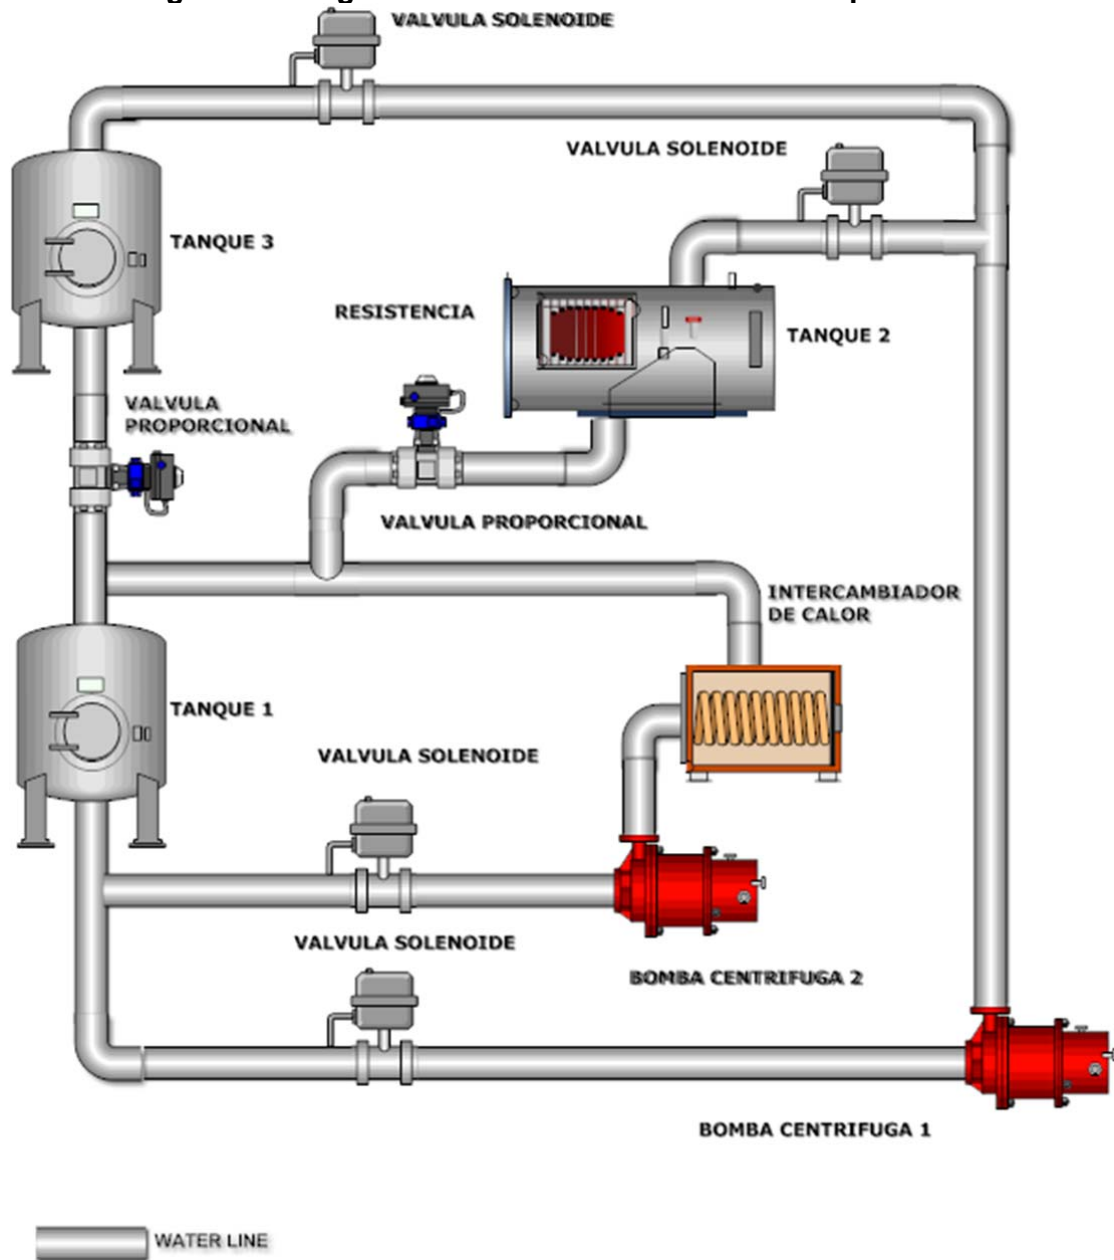 VALVULA SOLENOIDE
VALVULA SOLENOIDE
TANQUE 3
RESISTENCIA
TANQUE 2
VALVULA
PROPORCIONAL
VALVULA PROPORCIONAL
INTERCAMBIADOR
DE CALOR
TANQUE 1
VALVULA SOLENOIDE
VALVULA SOLENOIDE
BOMBA CENTRIFUGA 2
BOMBA CENTRIFUGA 1
WATER LINE